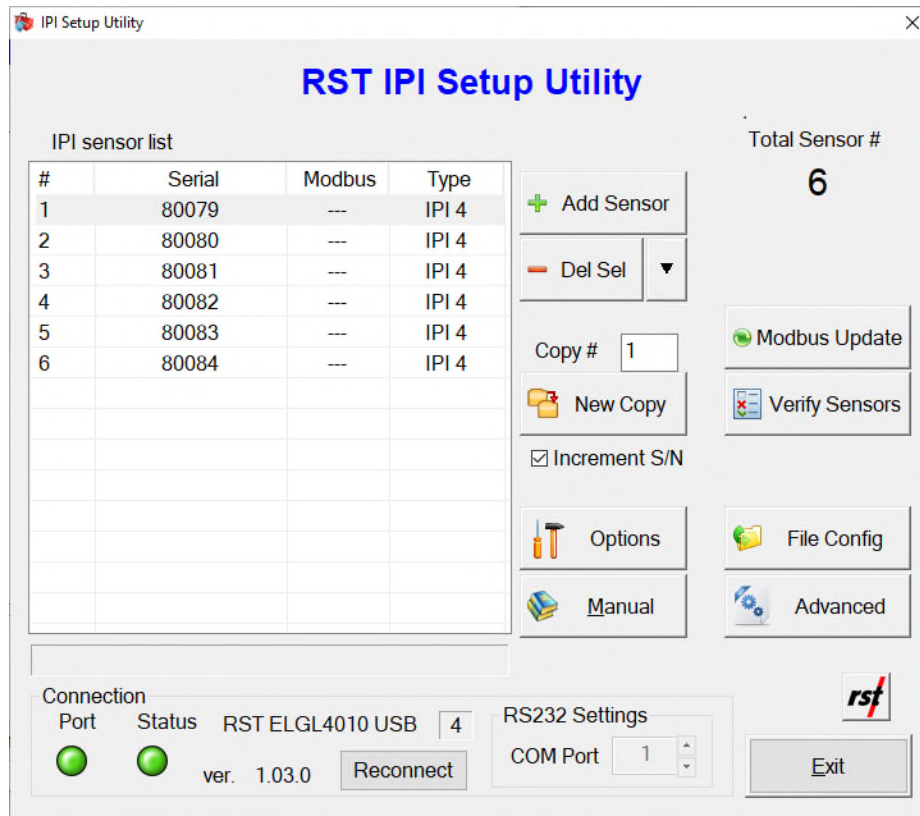 IPI Setup Utility
RST IPI Setup Utility
IPI sensor list
Total Sensor #
6
# Serial Modbus Type
1 80079 --- IPI 4
2 80080 --- IPI 4
3 80081 --- IPI 4
4 80082 --- IPI 4
5 80083 --- IPI 4
6 80084 --- IPI 4
Add Sensor
Del Sel
Copy # 1
New Copy
Increment S/N
Modbus Update
Verify Sensors
Options
File Config
Manual
Advanced
Connection
Port Status RST ELGL4010 USB 4
ver. 1.03.0 Reconnect
RS232 Settings
COM Port 1
rst
Exit